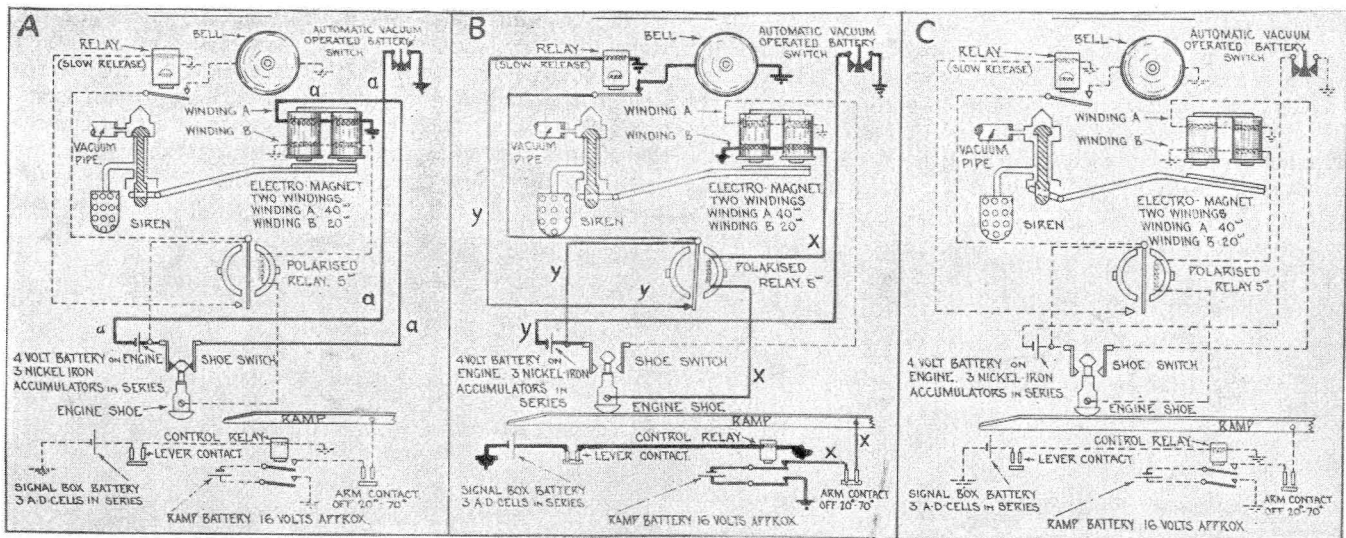 A
RELAY
(SLOW RELEASE)
BELL
AUTOMATIC VACUUM
OPERATED BATTERY
SWITCH
a
a
a
WINDING A
WINDING B
VACUUM
PIPE
SIREN
ELECTRO-MAGNET
TWO WINDINGS
WINDING A 40ω
WINDING B 20ω
POLARISED
RELAY. 5ω
a
a
a
4 VOLT BATTERY ON ENGINE
3 NICKEL IRON
ACCUMULATORS IN SERIES.
SHOE SWITCH
ENGINE SHOE
RAMP
CONTROL RELAY
LEVER CONTACT
SIGNAL BOX BATTERY
3 A-D-CELLS IN SERIES
ARM CONTACT
OFF 20°-70°
RAMP BATTERY 16 VOLTS APPROX.
B
RELAY
(SLOW RELEASE)
BELL
AUTOMATIC VACUUM
OPERATED BATTERY
SWITCH
WINDING A
WINDING B
VACUUM
PIPE
SIREN
ELECTRO-MAGNET
TWO WINDINGS
WINDING A 40ω
WINDING B 20ω
y
X
y
y
POLARISED
RELAY. 5ω
y
X
4 VOLT BATTERY ON
ENGINE. 3 NICKEL-IRON
ACCUMULATORS IN
SERIES
SHOE SWITCH
ENGINE SHOE
RAMP
X
CONTROL RELAY
X
LEVER CONTACT.
SIGNAL BOX BATTERY
3 A-D-CELLS IN SERIES
ARM CONTACT
OFF 20°-70°
RAMP BATTERY 16 VOLTS APPROX
C
RELAY
(SLOW RELEASE)
BELL
AUTOMATIC VACUUM
OPERATED BATTERY
SWITCH
WINDING A
WINDING B
VACUUM
PIPE
SIREN
ELECTRO-MAGNET
TWO WINDINGS
WINDING A 40ω
WINDING B 20ω
POLARISED
RELAY 5ω
4 VOLT BATTERY ON
ENGINE. 3 NICKEL-IRON
ACCUMULATORS IN SERIES
SHOE SWITCH
ENGINE SHOE
RAMP
CONTROL RELAY
LEVER CONTACT
SIGNAL BOX BATTERY
3 A-D-CELLS IN SERIES
ARM CONTACT
OFF 20°-70°
RAMP BATTERY 16 VOLTS APPROX